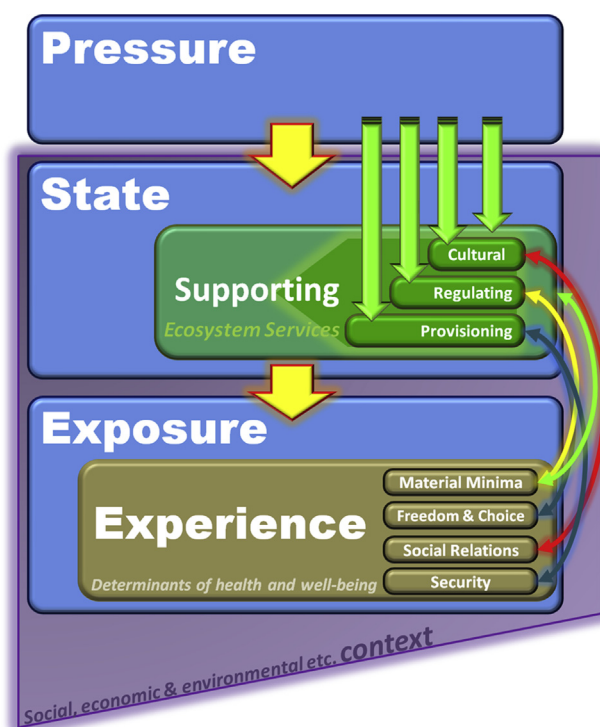 Pressure
State
Cultural
Supporting
Regulating
Ecosystem Services
Provisioning
Exposure
Material Minima
Experience
Freedom & Choice
Social Relations
Determinants of health and well-being
Security
Social, economic & environmental etc. context